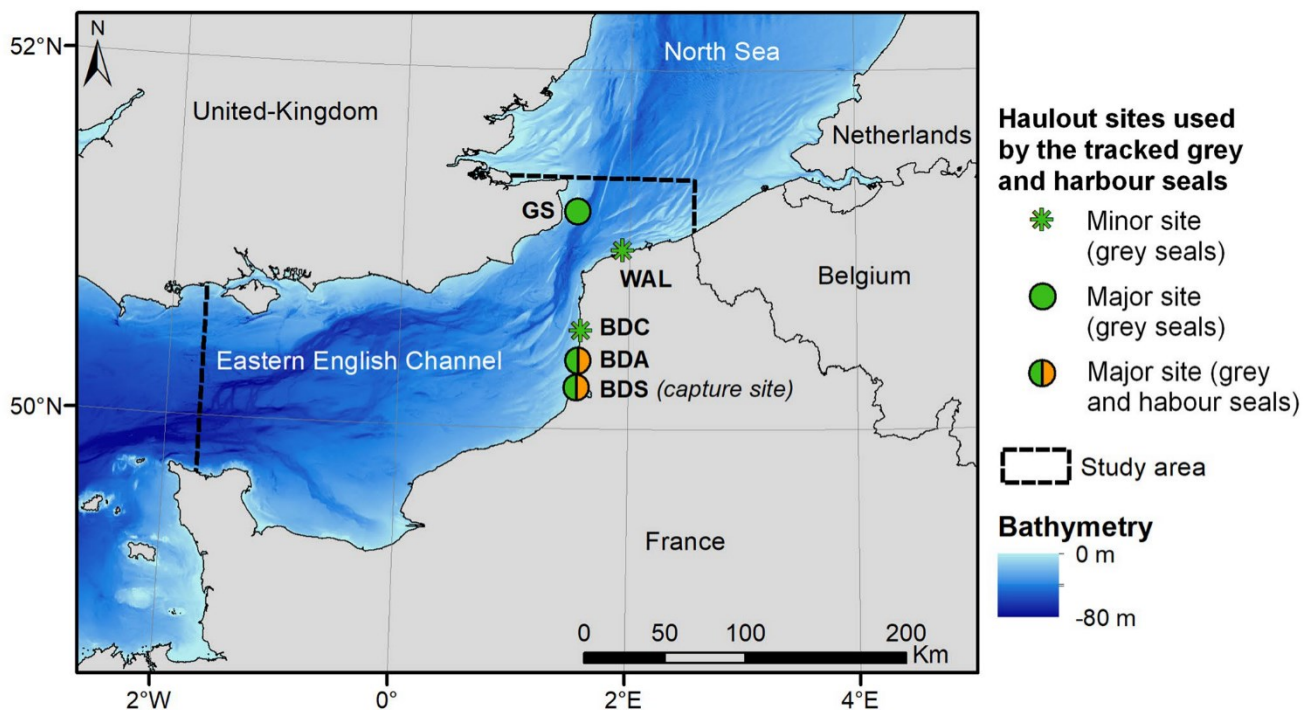 52°N
N
North Sea
United-Kingdom
Netherlands
GS
WAL
Belgium
BDC
Eastern English Channel
BDA
50°N
BDS (capture site)
France
0 50 100 200
Km
2°W 0° 2°E 4°E
Haulout sites used
by the tracked grey
and harbour seals
Minor site
(grey seals)
Major site
(grey seals)
Major site (grey
and habour seals)
Study area
Bathymetry
0 m
-80 m